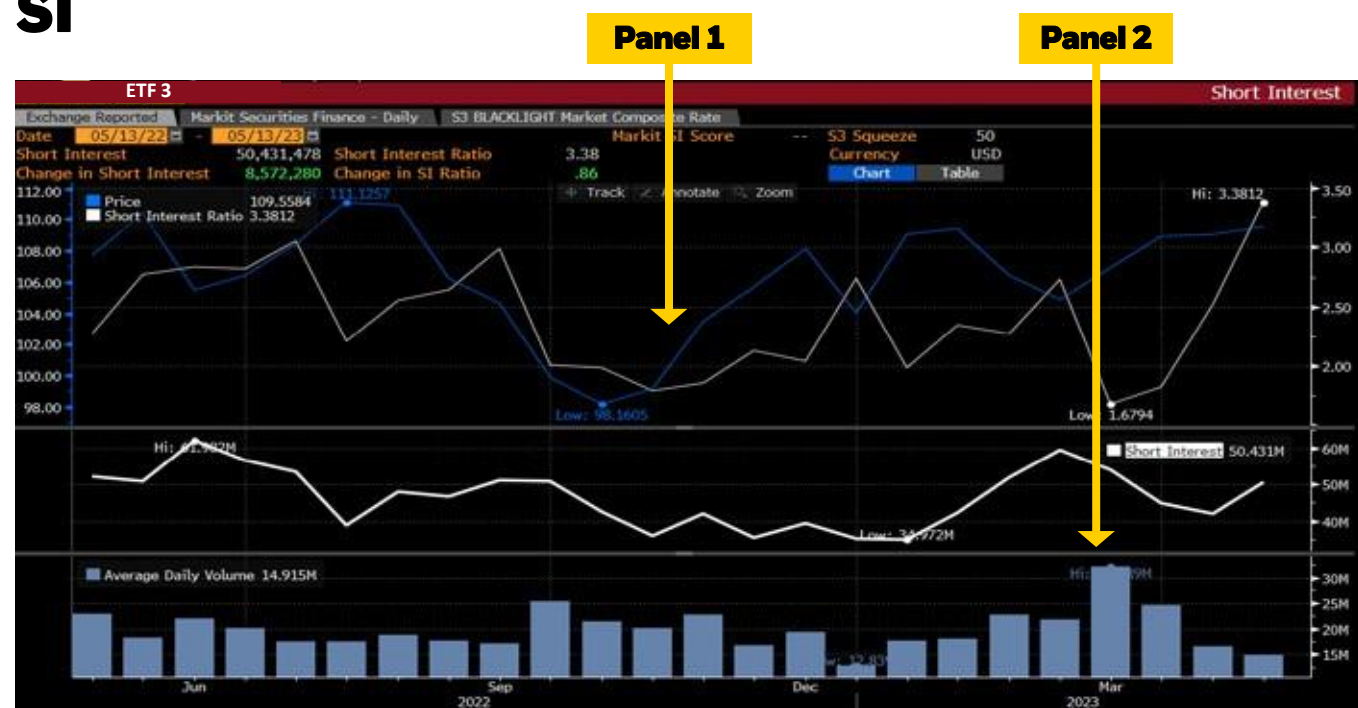 SI
Panel 1
Panel 2
ETF 3
Short Interest
Exchange Reported
Markit Securities Finance - Daily
S3 BLACKLIGHT Market Composite Rate
Date 05/13/22 - 05/13/23
Markit SI Score --
S3 Squeeze 50
Short Interest 50,431,478 Short Interest Ratio 3.38
Currency USD
Change in Short Interest 8,572,280 Change in SI Ratio .86
Chart Table
Track Annotate Zoom
Price 109.5584
Short Interest Ratio 3.3812
Hi: 111.1257
Hi: 3.3812
112.00
110.00
108.00
106.00
104.00
102.00
100.00
98.00
3.50
3.00
2.50
2.00
Low: 98.1605
Low: 1.6794
Hi:
Short Interest 50.431M
60M
50M
40M
Low:
Average Daily Volume 14.915M
Hi:
30M
25M
20M
15M
Jun Sep Dec Mar
2022 2023